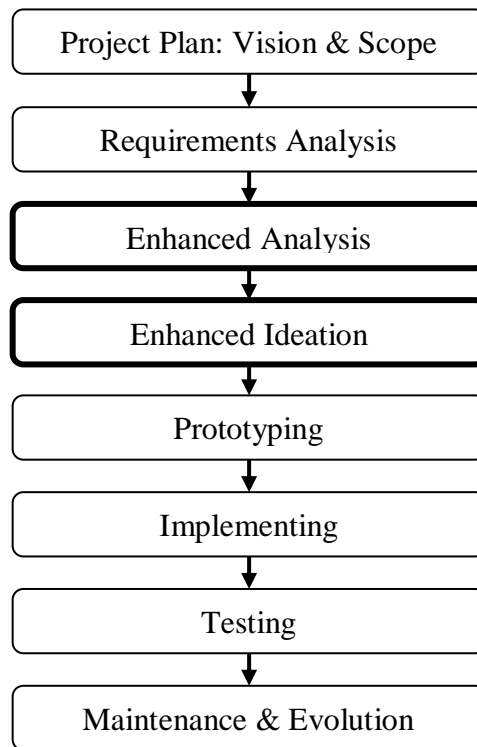 Project Plan: Vision & Scope
Requirements Analysis
Enhanced Analysis
Enhanced Ideation
Prototyping
Implementing
Testing
Maintenance & Evolution